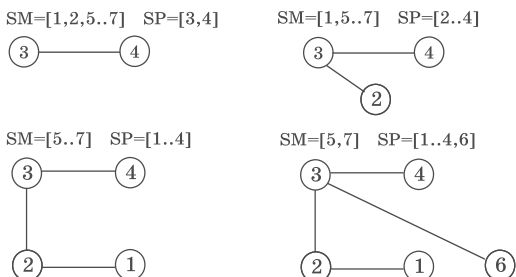 SM=[1,2,5..7] SP=[3,4]
3 4
SM=[1,5..7] SP=[2..4]
3 4
2
SM=[5..7] SP=[1..4]
3 4
2 1
SM=[5,7] SP=[1..4,6]
3 4
2 1 6